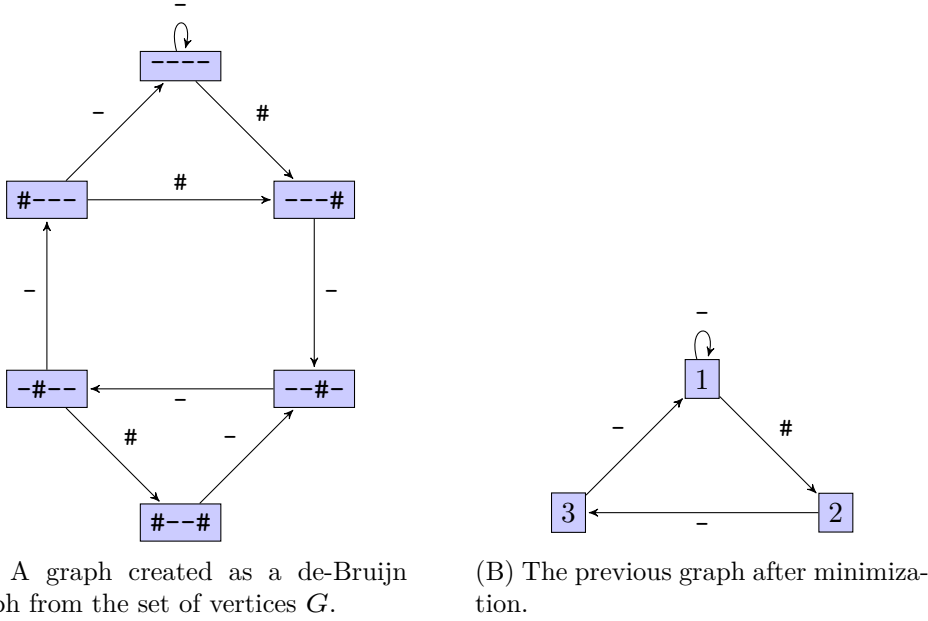 -
----
- #
#--- # ---#
- -
-#-- - --#-
# -
#--#
-
1
- #
3 - 2
A graph created as a de-Bruijn
from the set of vertices G.
(B) The previous graph after minimiza-
tion.